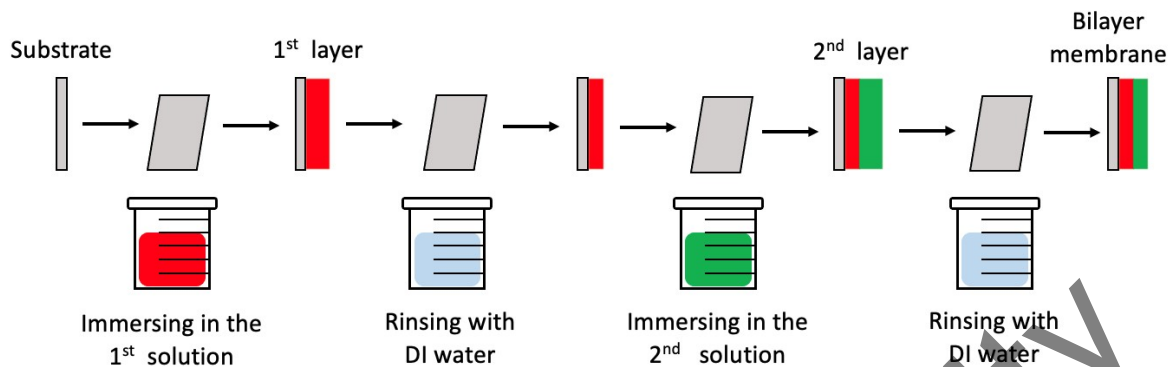 Substrate
1st layer
2nd layer
Bilayer
membrane
Immersing in the
1st solution
Rinsing with
DI water
Immersing in the
2nd solution
Rinsing with
DI water